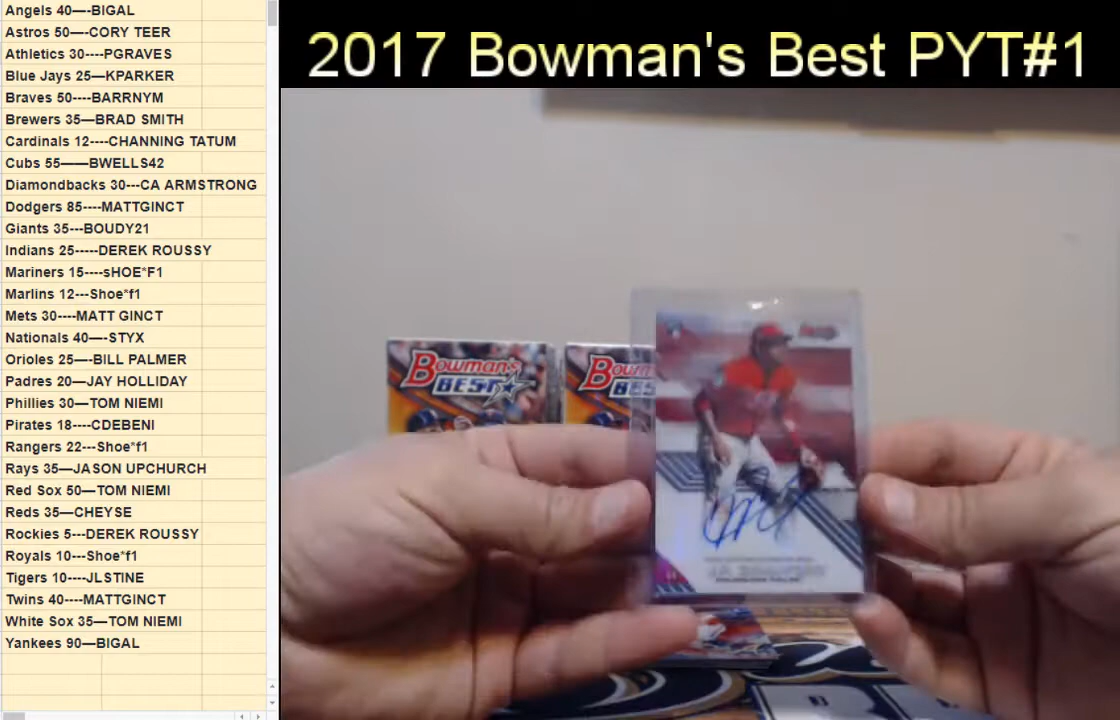 Angels 40—-BIGAL
Astros 50—-CORY TEER
Athletics 30----PGRAVES
Blue Jays 25—KPARKER
Braves 50----BARRNYM
Brewers 35—BRAD SMITH
Cardinals 12----CHANNING TATUM
Cubs 55——BWELLS42
Diamondbacks 30---CA ARMSTRONG
Dodgers 85----MATTGINCT
Giants 35---BOUDY21
Indians 25-----DEREK ROUSSY
Mariners 15----sHOE*F1
Marlins 12---Shoe*f1
Mets 30----MATT GINCT
Nationals 40—-STYX
Orioles 25—-BILL PALMER
Padres 20—JAY HOLLIDAY
Phillies 30—TOM NIEMI
Pirates 18----CDEBENI
Rangers 22---Shoe*f1
Rays 35—JASON UPCHURCH
Red Sox 50—TOM NIEMI
Reds 35—CHEYSE
Rockies 5---DEREK ROUSSY
Royals 10---Shoe*f1
Tigers 10----JLSTINE
Twins 40----MATTGINCT
White Sox 35—TOM NIEMI
Yankees 90—BIGAL
2017 Bowman's Best PYT#1
Bowman's
BEST
Bowm
BES